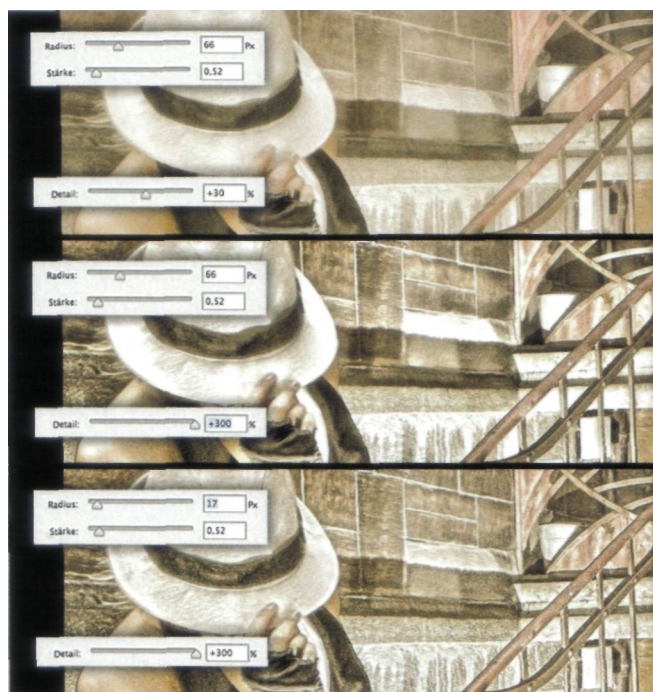 Radius: 66 Px
Stärke: 0,52
Detail: +30 %
Radius: 66 Px
Stärke: 0,52
Detail: +300 %
Radius: 17 Px
Stärke: 0,52
Detail: +300 %